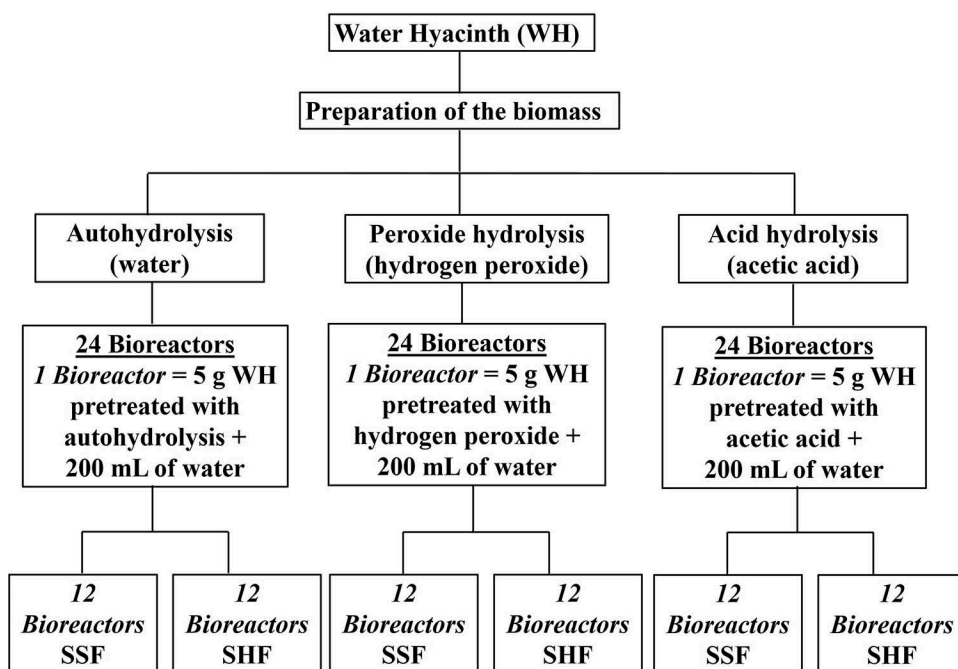 Water Hyacinth (WH)
Preparation of the biomass
Autohydrolysis
(water)
Peroxide hydrolysis
(hydrogen peroxide)
Acid hydrolysis
(acetic acid)
24 Bioreactors
1 Bioreactor = 5 g WH
pretreated with
autohydrolysis +
200 mL of water
24 Bioreactors
1 Bioreactor = 5 g WH
pretreated with
hydrogen peroxide +
200 mL of water
24 Bioreactors
1 Bioreactor = 5 g WH
pretreated with
acetic acid +
200 mL of water
12
Bioreactors
SSF
12
Bioreactors
SHF
12
Bioreactors
SSF
12
Bioreactors
SHF
12
Bioreactors
SSF
12
Bioreactors
SHF